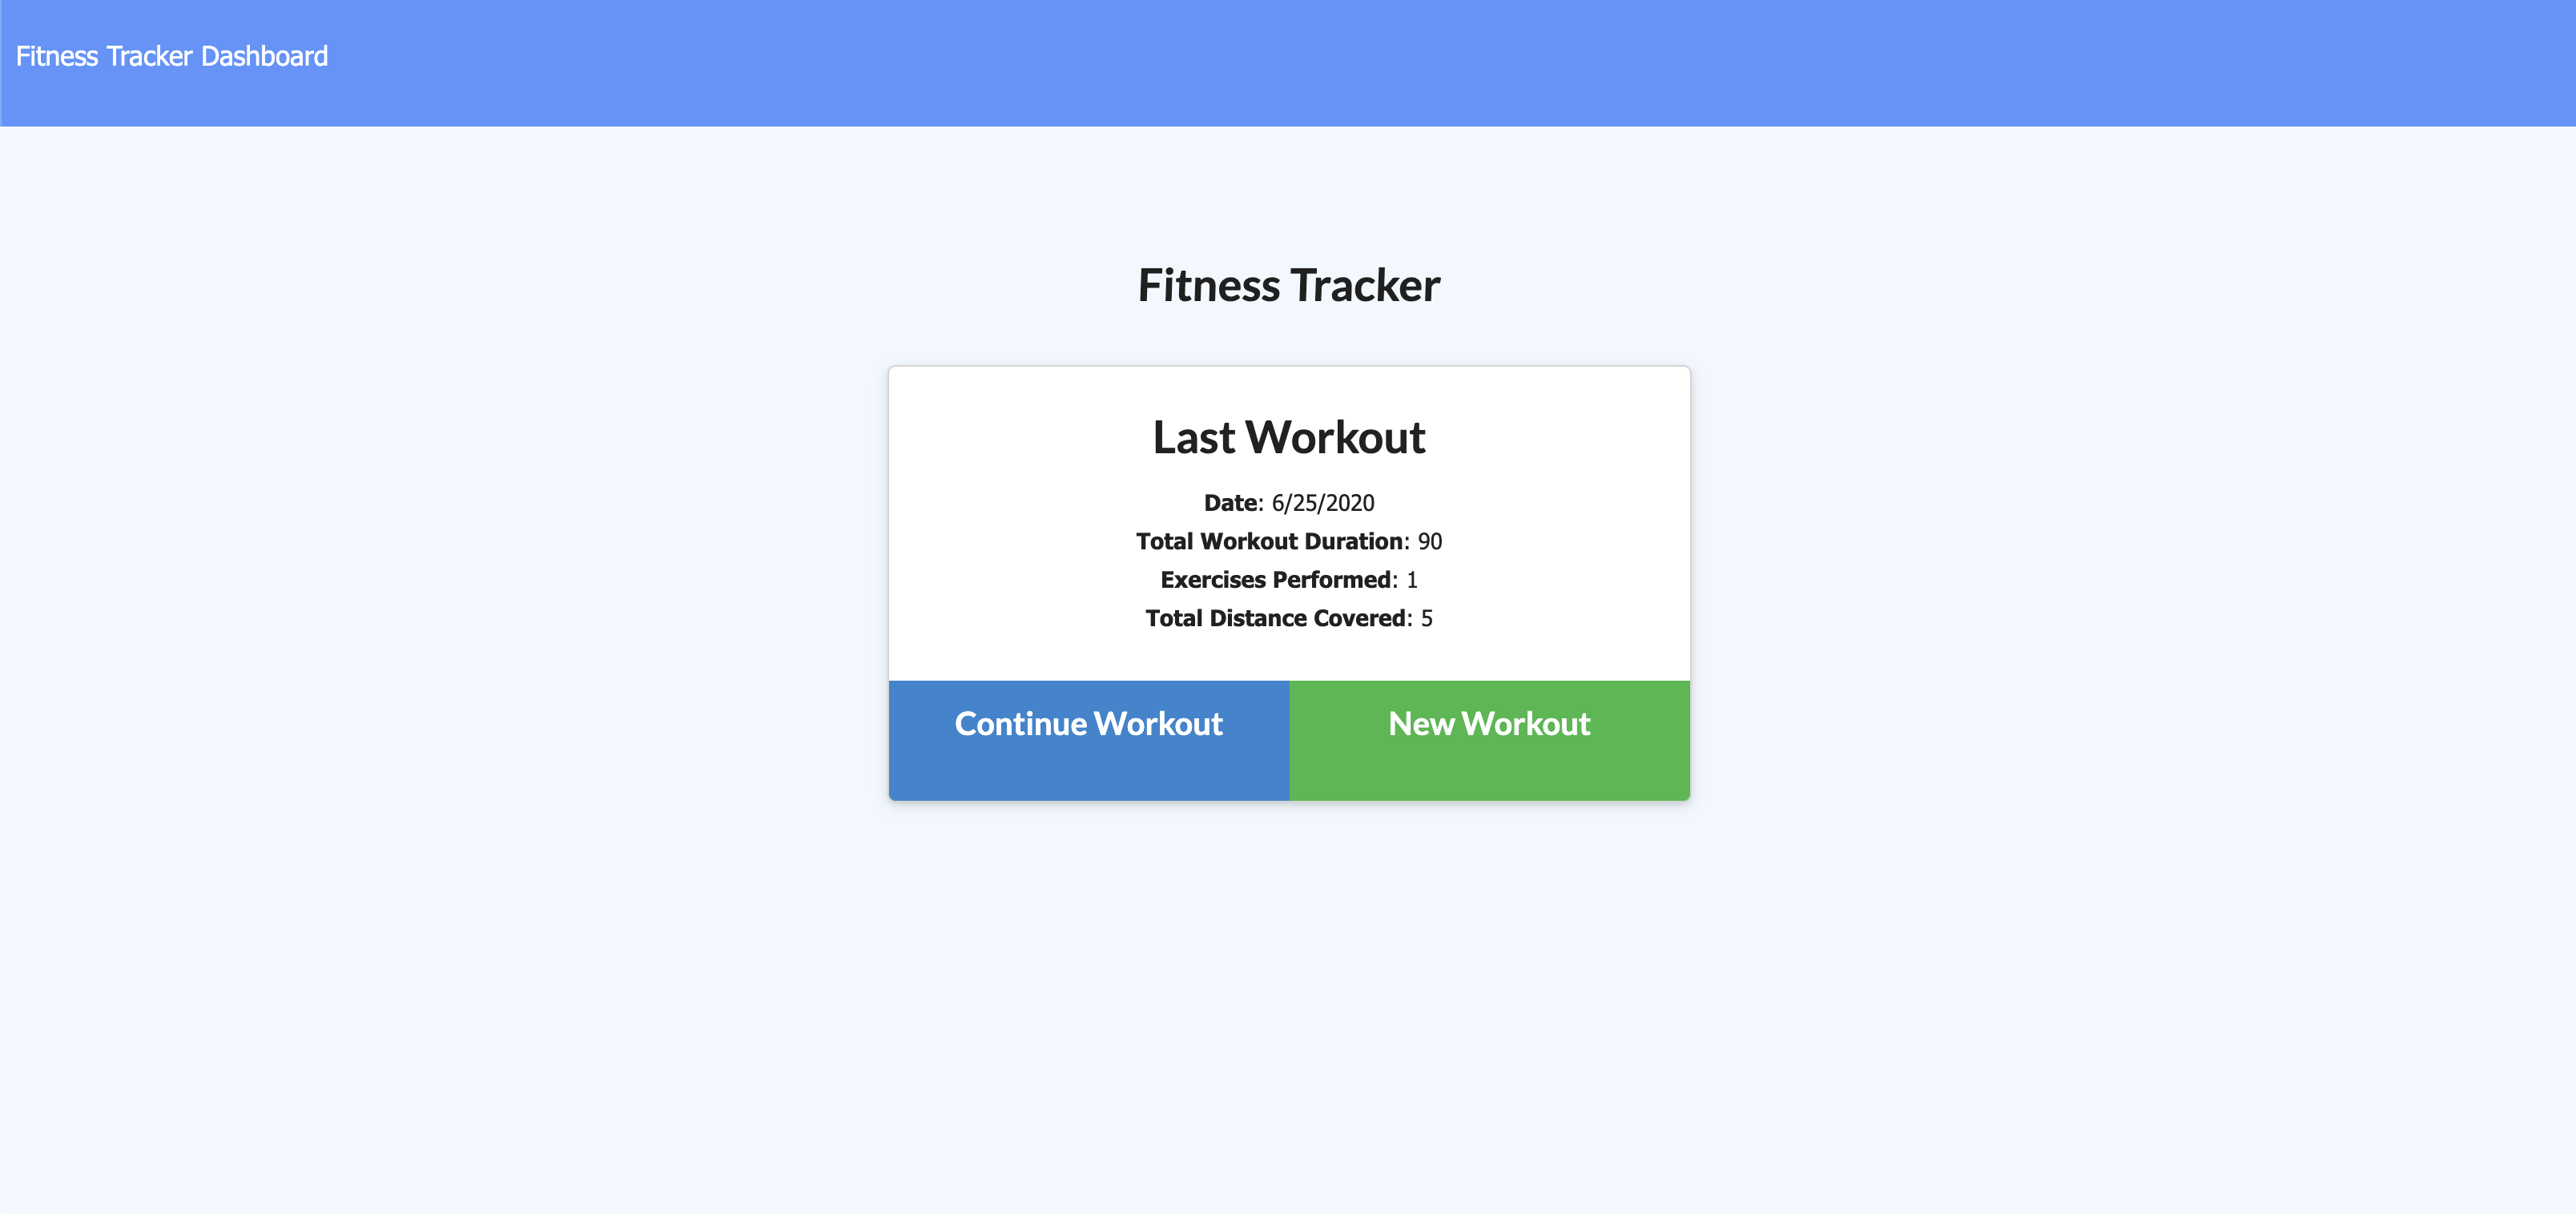 Fitness Tracker Dashboard
Fitness Tracker
Last Workout
Date: 6/25/2020
Total Workout Duration: 90
Exercises Performed: 1
Total Distance Covered: 5
Continue Workout New Workout